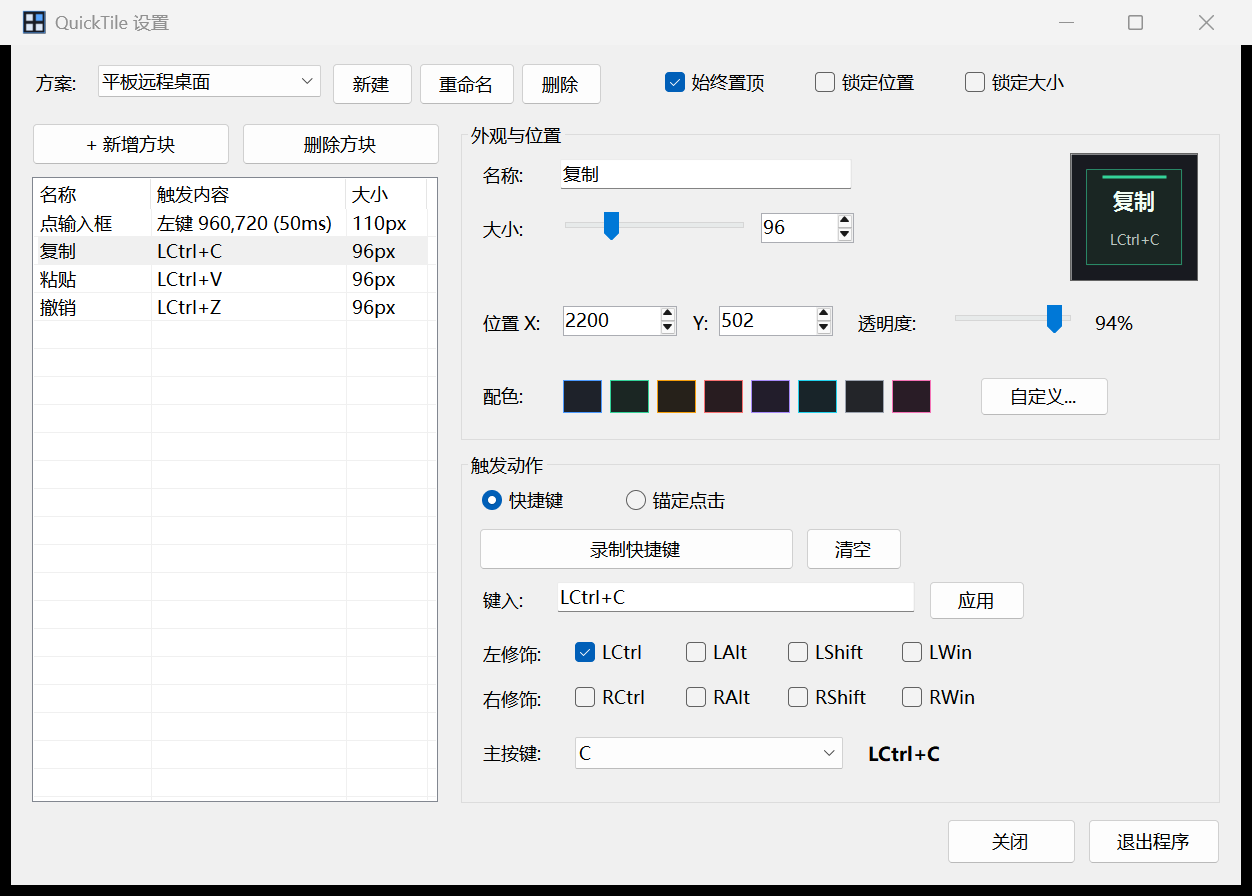 QuickTile 设置
方案: 平板远程桌面 新建 重命名 删除 始终置顶 锁定位置 锁定大小
+ 新增方块 删除方块
名称 触发内容 大小
点输入框 左键 960,720 (50ms) 110px
复制 LCtrl+C 96px
粘贴 LCtrl+V 96px
撤销 LCtrl+Z 96px
外观与位置
名称: 复制
大小: 96
复制
LCtrl+C
位置 X: 2200 Y: 502 透明度: 94%
配色: 自定义...
触发动作
快捷键 锚定点击
录制快捷键 清空
键入: LCtrl+C 应用
左修饰: LCtrl LAlt LShift LWin
右修饰: RCtrl RAlt RShift RWin
主按键: C LCtrl+C
关闭 退出程序